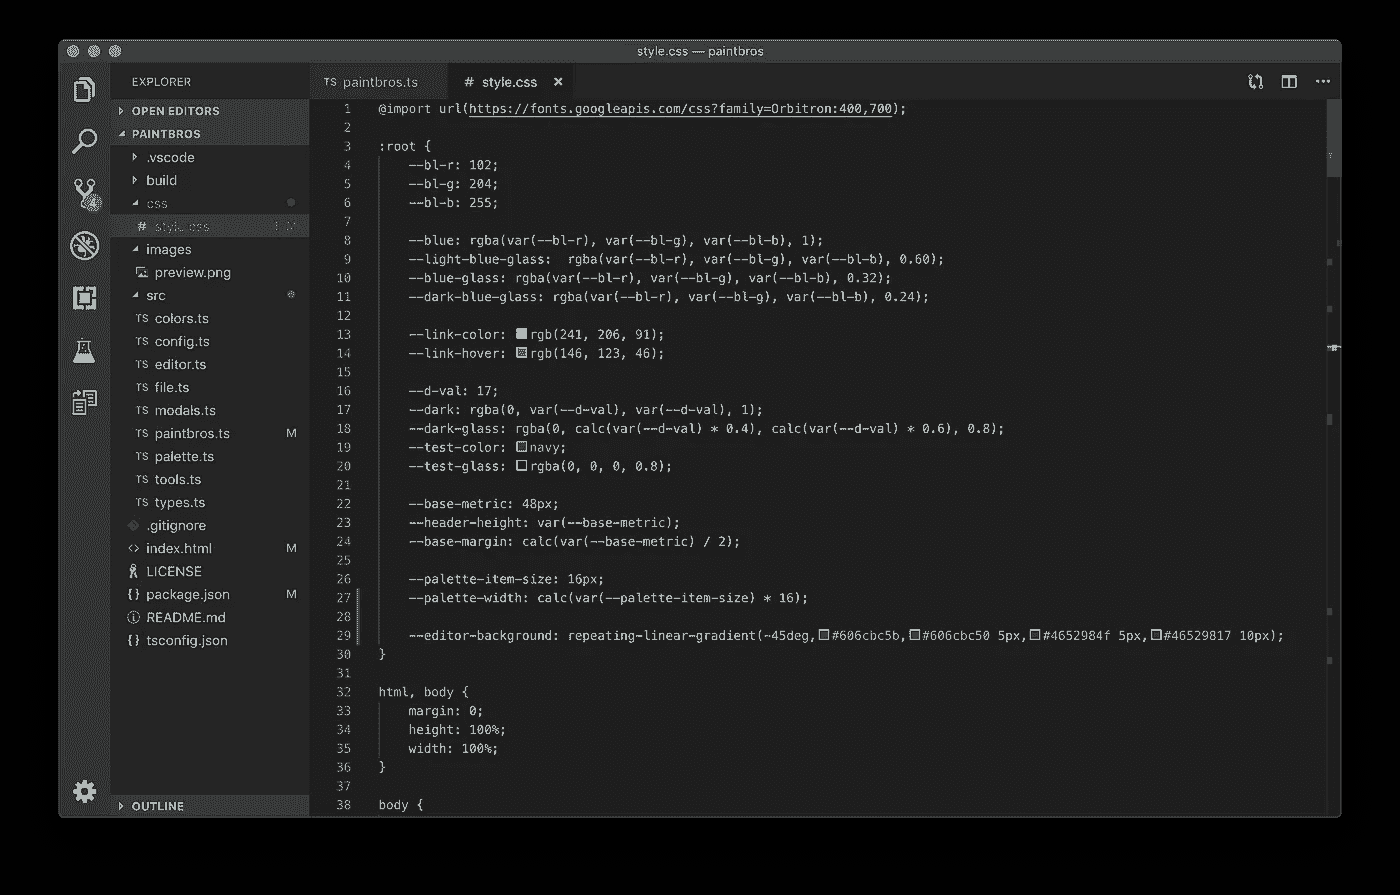 style.css — paintbros
EXPLORER
OPEN EDITORS
PAINTBROS
.vscode
build
css
# style.css
images
preview.png
src
TS colors.ts
TS config.ts
TS editor.ts
TS file.ts
TS modals.ts
TS paintbros.ts M
TS palette.ts
TS tools.ts
TS types.ts
.gitignore
<> index.html M
LICENSE
{} package.json M
README.md
{} tsconfig.json
OUTLINE
4
TS paintbros.ts # style.css ×
1 @import url(https://fonts.googleapis.com/css?family=Orbitron:400,700);
2
3 :root {
4 --bl-r: 102;
5 --bl-g: 204;
6 --bl-b: 255;
7
8 --blue: rgba(var(--bl-r), var(--bl-g), var(--bl-b), 1);
9 --light-blue-glass:  rgba(var(--bl-r), var(--bl-g), var(--bl-b), 0.60);
10 --blue-glass: rgba(var(--bl-r), var(--bl-g), var(--bl-b), 0.32);
11 --dark-blue-glass: rgba(var(--bl-r), var(--bl-g), var(--bl-b), 0.24);
12
13 --link-color: rgb(241, 206, 91);
14 --link-hover: rgb(146, 123, 46);
15
16 --d-val: 17;
17 --dark: rgba(0, var(--d-val), var(--d-val), 1);
18 --dark-glass: rgba(0, calc(var(--d-val) * 0.4), calc(var(--d-val) * 0.6), 0.8);
19 --test-color: navy;
20 --test-glass: rgba(0, 0, 0, 0.8);
21
22 --base-metric: 48px;
23 --header-height: var(--base-metric);
24 --base-margin: calc(var(--base-metric) / 2);
25
26 --palette-item-size: 16px;
27 --palette-width: calc(var(--palette-item-size) * 16);
28
29 --editor-background: repeating-linear-gradient(-45deg,#606cbc5b,#606cbc50 5px,#4652984f 5px,#46529817 10px);
30 }
31
32 html, body {
33 margin: 0;
34 height: 100%;
35 width: 100%;
36 }
37
38 body {